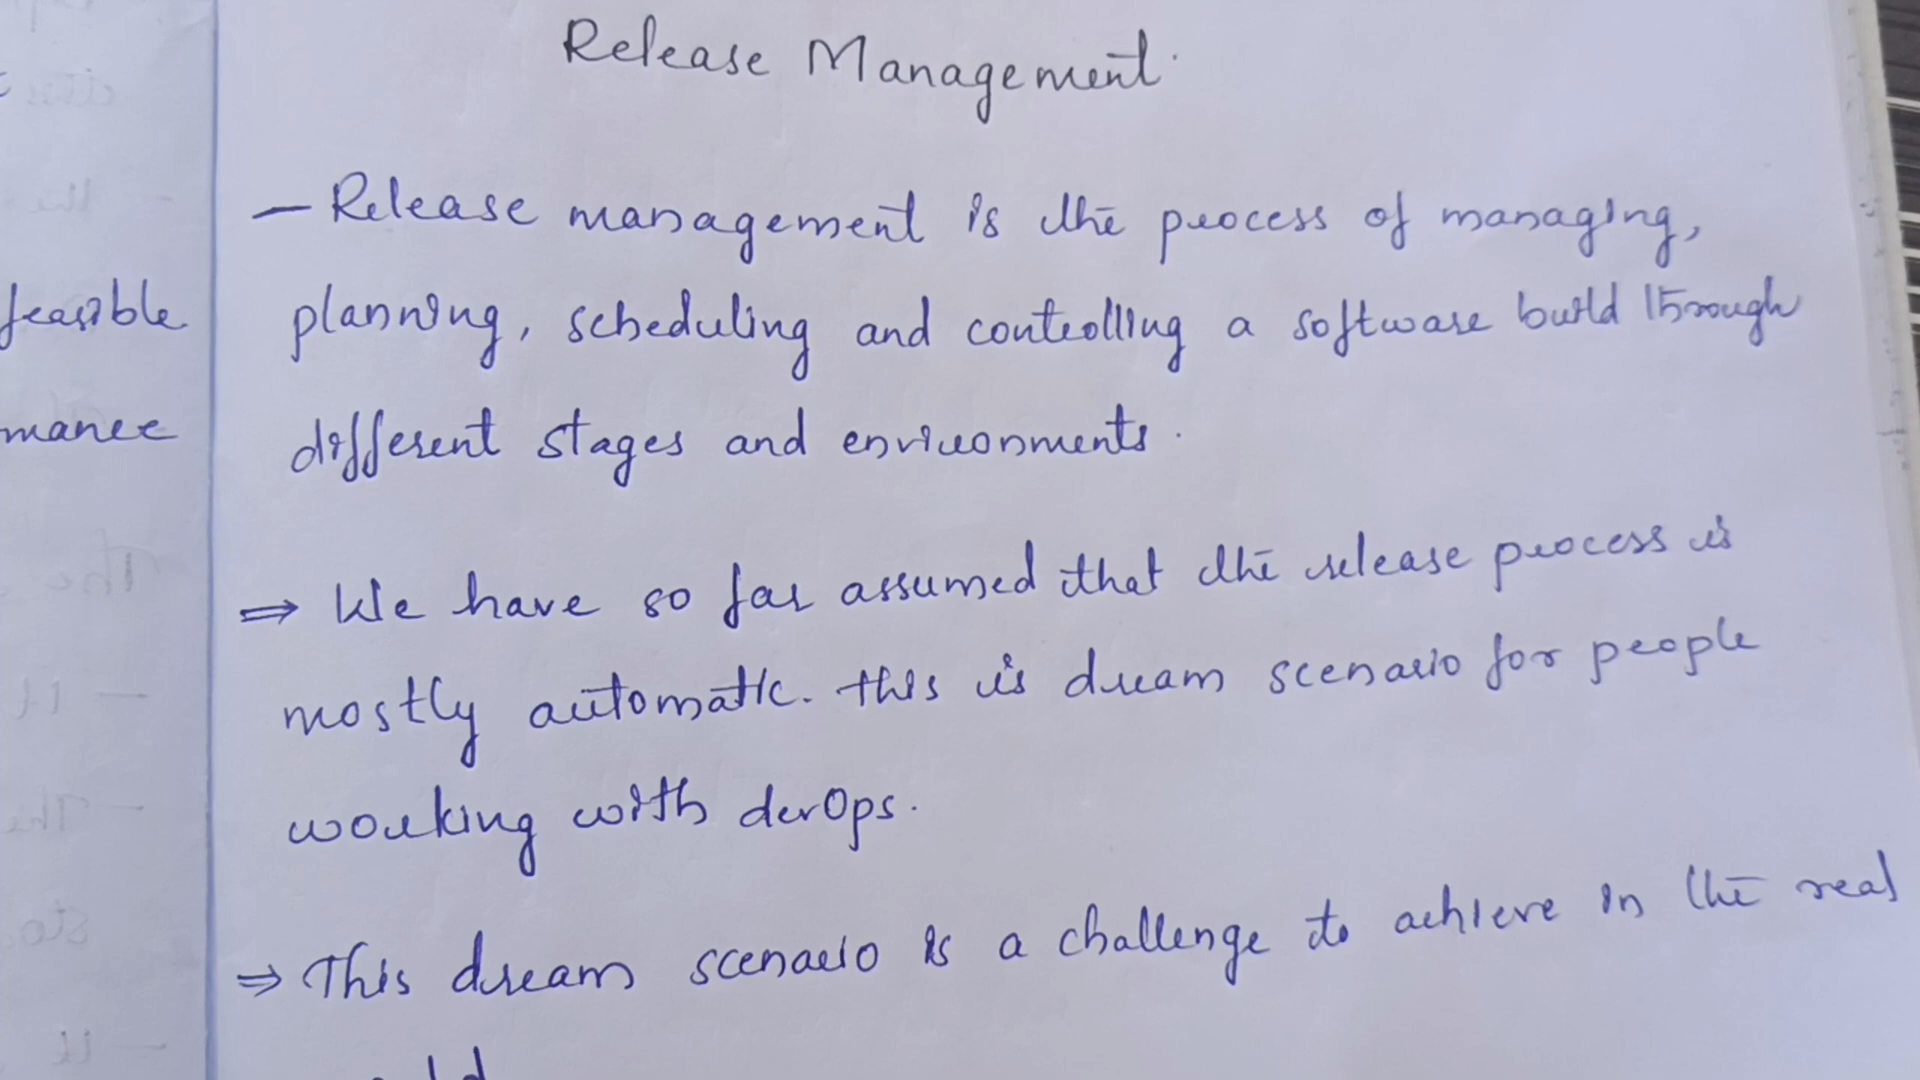 Release Management.
— Release management is the process of managing,
planning, scheduling and controlling a software build through
different stages and environments.
⇒ We have so far assumed that the release process is
mostly automatic. this is dream scenario for people
working with devOps.
⇒ This dream scenario is a challenge to achieve in the real
feasible
mance